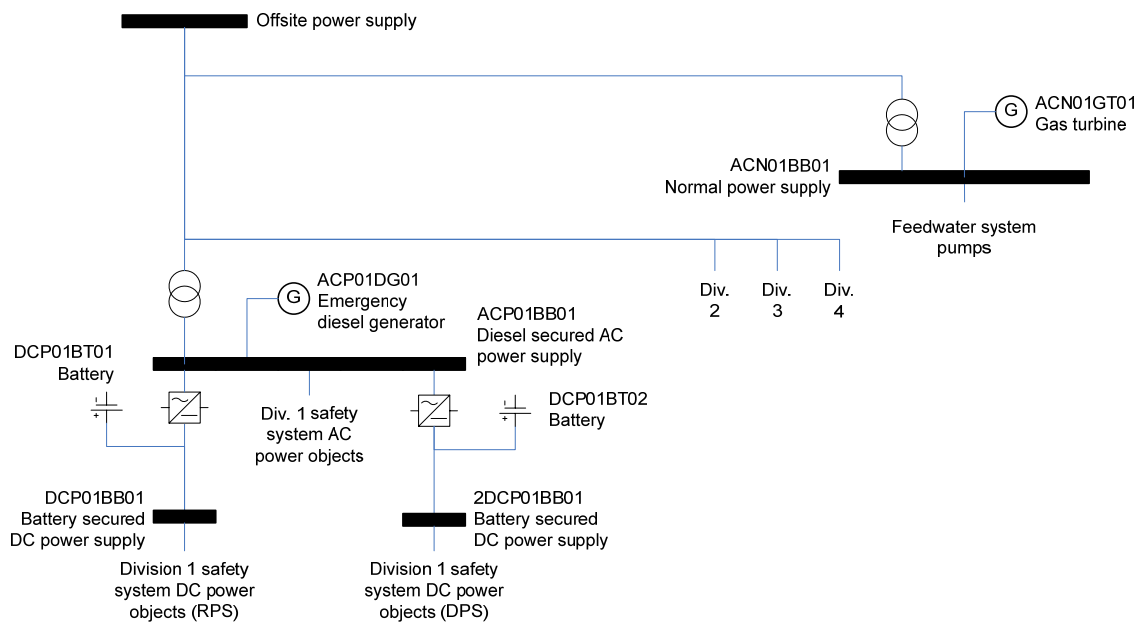 Offsite power supply
G
ACN01GT01
Gas turbine
ACN01BB01
Normal power supply
Feedwater system
pumps
Div.
2
Div.
3
Div.
4
G
ACP01DG01
Emergency
diesel generator
ACP01BB01
Diesel secured AC
power supply
DCP01BT01
Battery
Div. 1 safety
system AC
power objects
DCP01BT02
Battery
DCP01BB01
Battery secured
DC power supply
2DCP01BB01
Battery secured
DC power supply
Division 1 safety
system DC power
objects (RPS)
Division 1 safety
system DC power
objects (DPS)